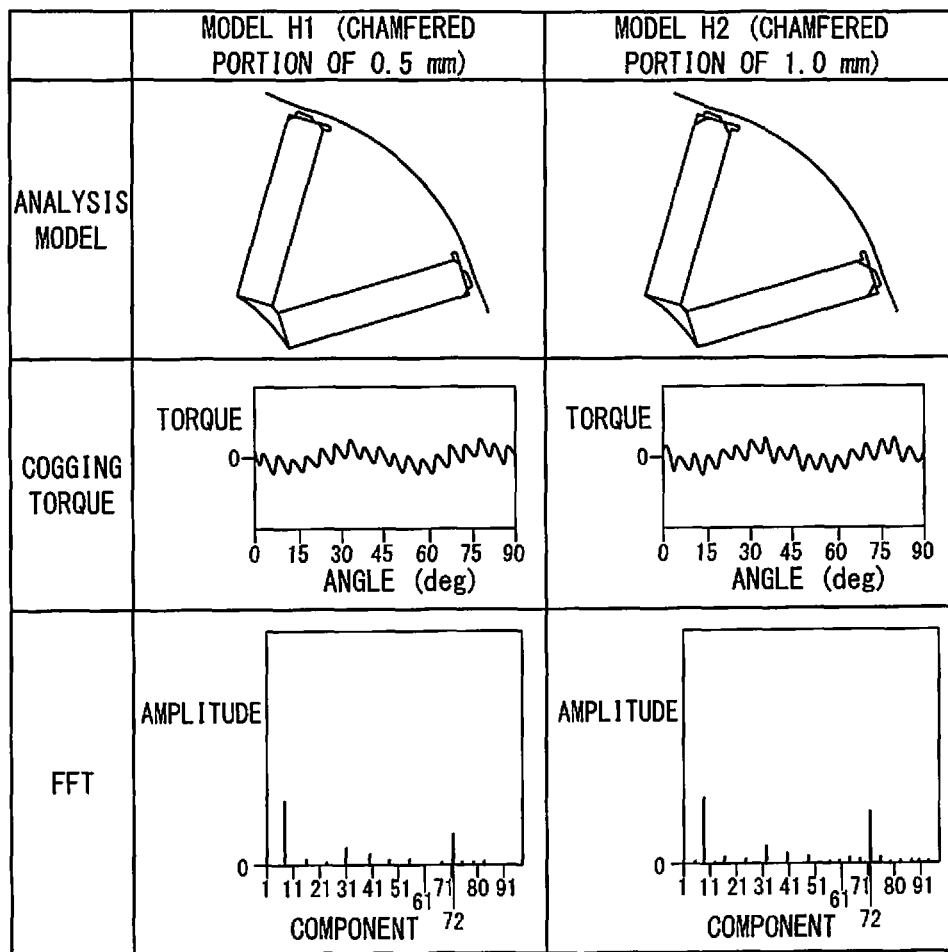 MODEL H1 (CHAMFERED
PORTION OF 0.5 mm)
MODEL H2 (CHAMFERED
PORTION OF 1.0 mm)
ANALYSIS
MODEL
COGGING
TORQUE
TORQUE
0
0 15 30 45 60 75 90
ANGLE (deg)
TORQUE
0
0 15 30 45 60 75 90
ANGLE (deg)
FFT
AMPLITUDE
0
1 11 21 31 41 51 61 71 80 91
72
COMPONENT
AMPLITUDE
0
1 11 21 31 41 51 61 71 80 91
72
COMPONENT